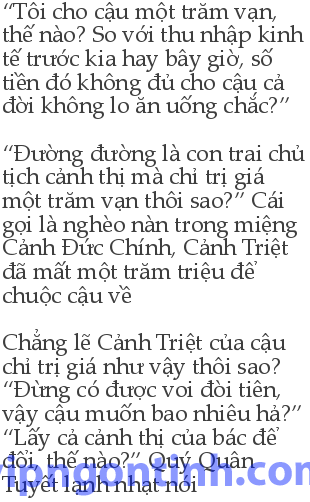 “Tôi cho cậu một trăm vạn,
thế nào? So với thu nhập kinh
tế trước kia hay bây giờ, số
tiền đó không đủ cho cậu cả
đời không lo ăn uống chắc?”
“Đường đường là con trai chủ
tịch cảnh thị mà chỉ trị giá
một trăm vạn thôi sao?” Cái
gọi là nghèo nàn trong miệng
Cảnh Đức Chính, Cảnh Triệt
đã mất một trăm triệu để
chuộc cậu về
Chẳng lẽ Cảnh Triệt của cậu
chỉ trị giá như vậy thôi sao?
“Đừng có được voi đòi tiên,
vậy cậu muốn bao nhiêu hả?”
“Lấy cả cảnh thị của bác để
đổi, thế nào?” Quý Quân
Tuyết lạnh nhạt nói
vipngontinh.com